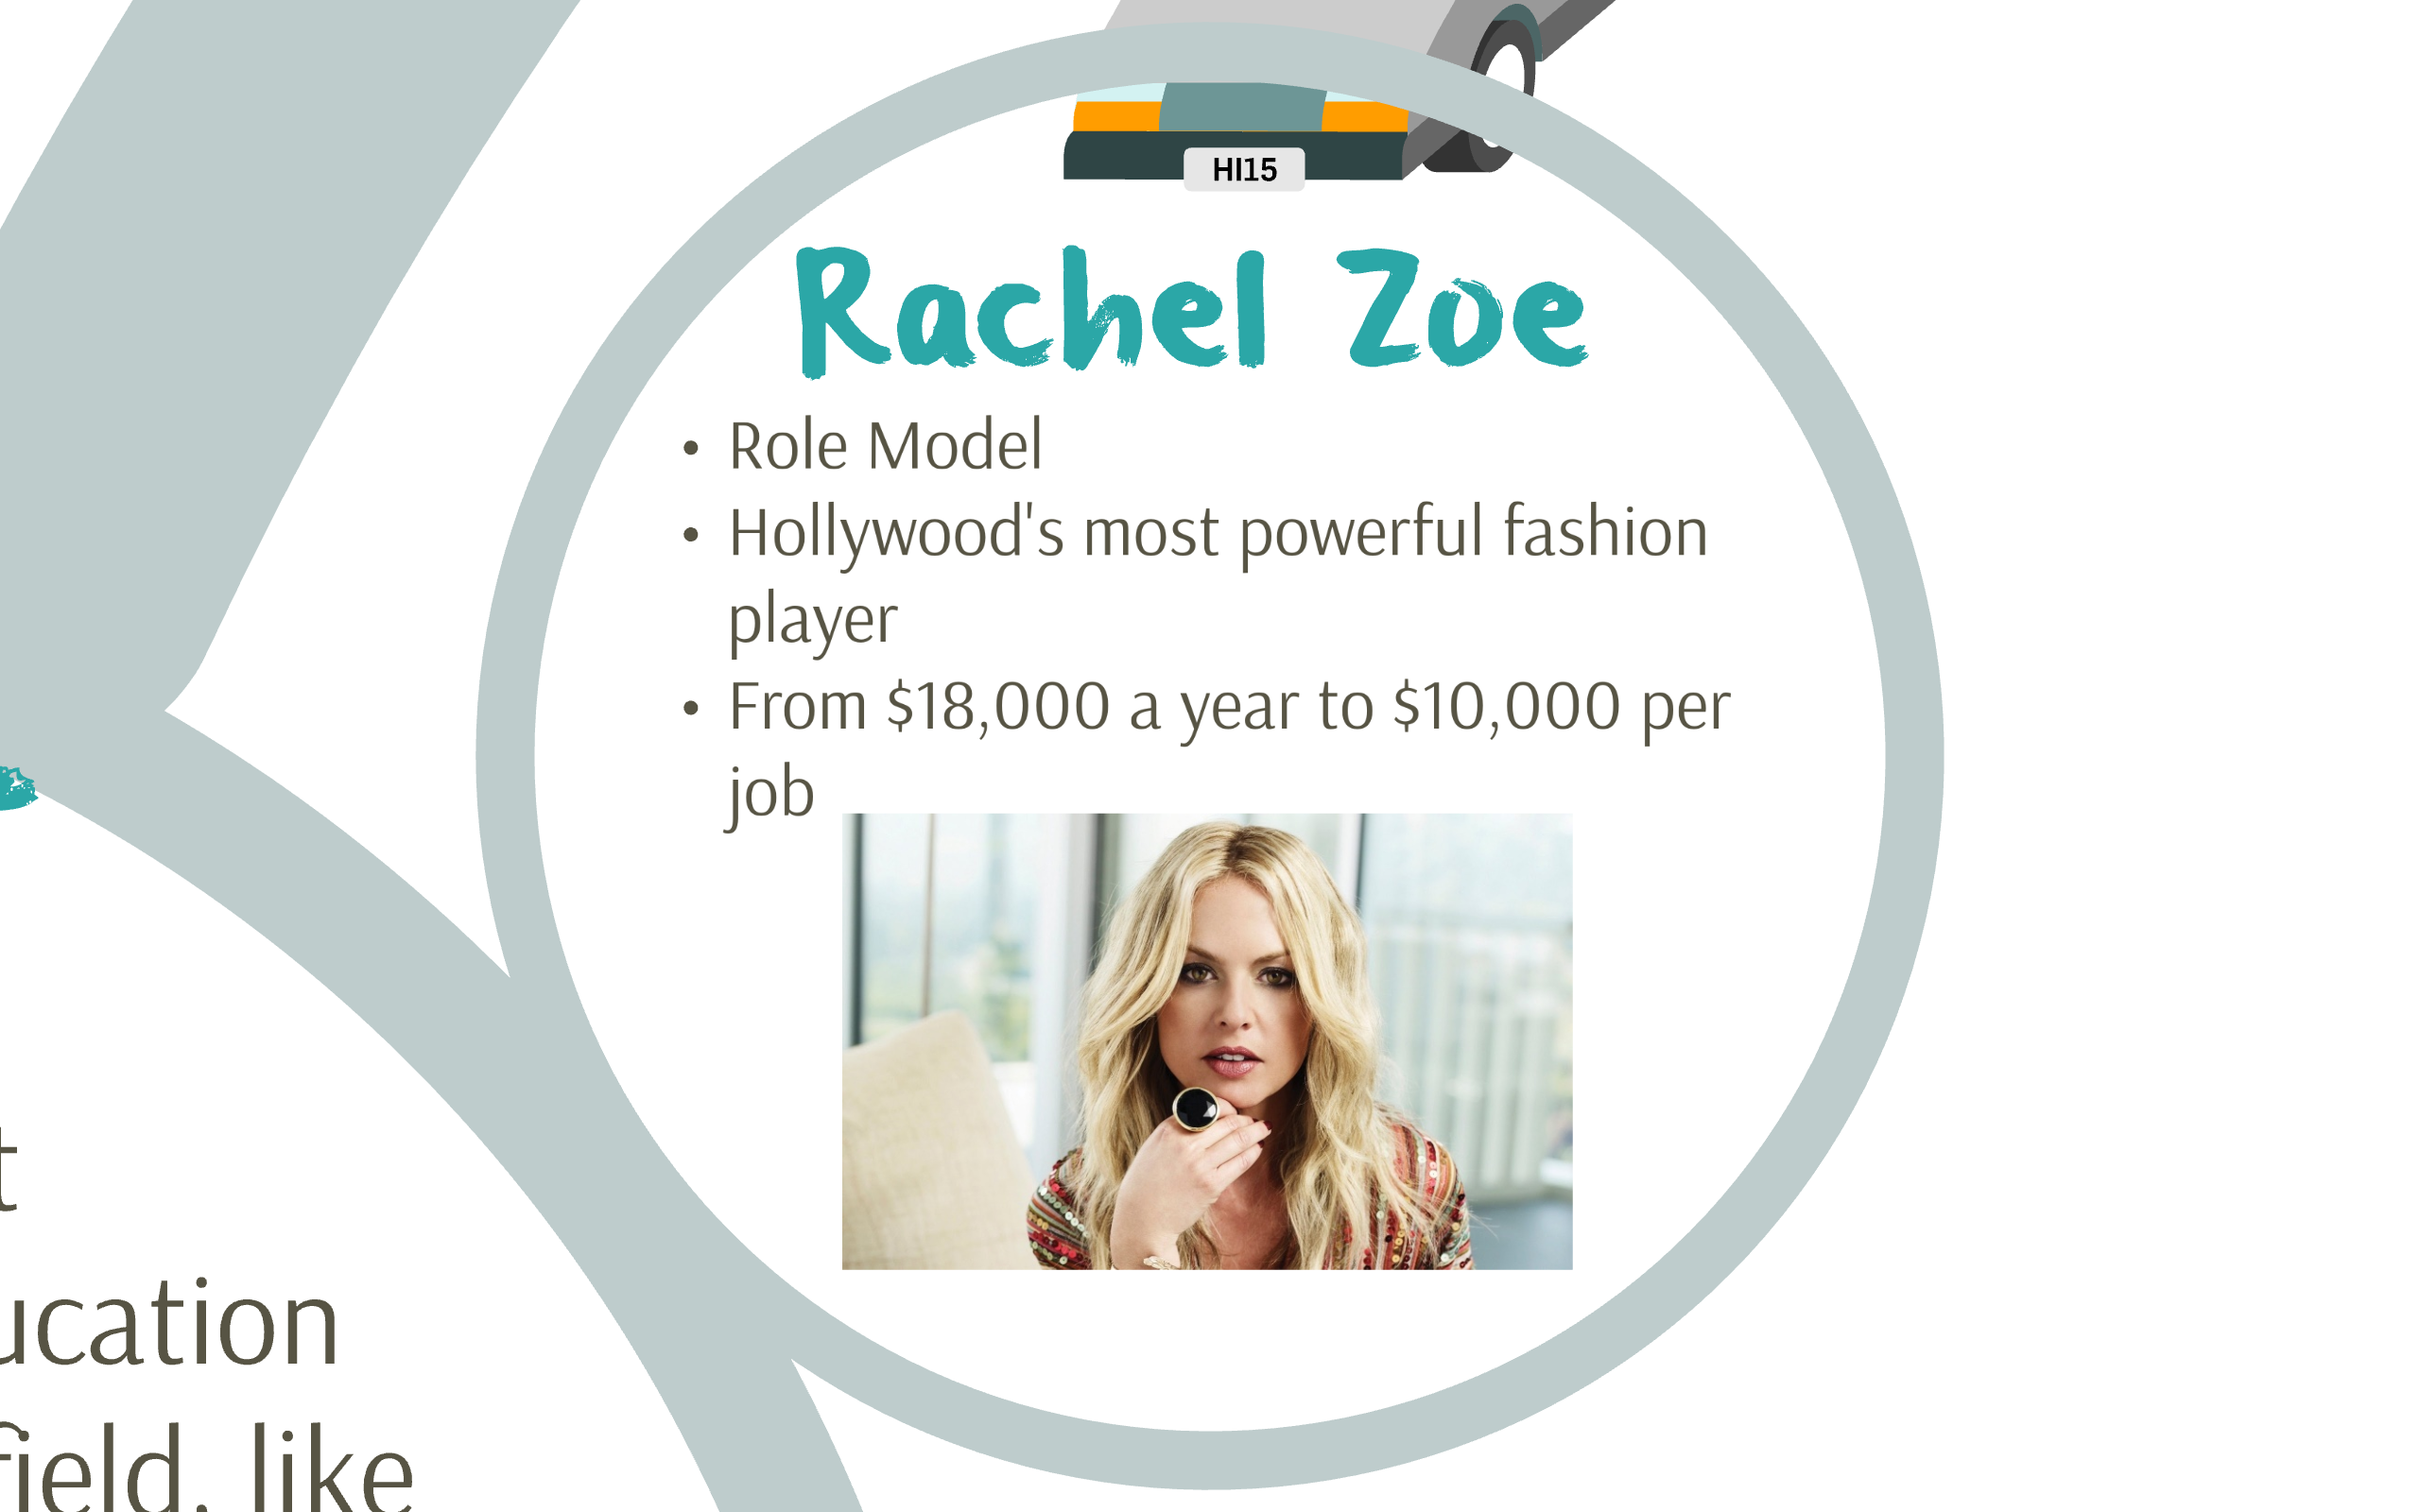 HI15
Rachel Zoe
• Role Model
• Hollywood's most powerful fashion
player
• From $18,000 a year to $10,000 per
job
t
ucation
field, like